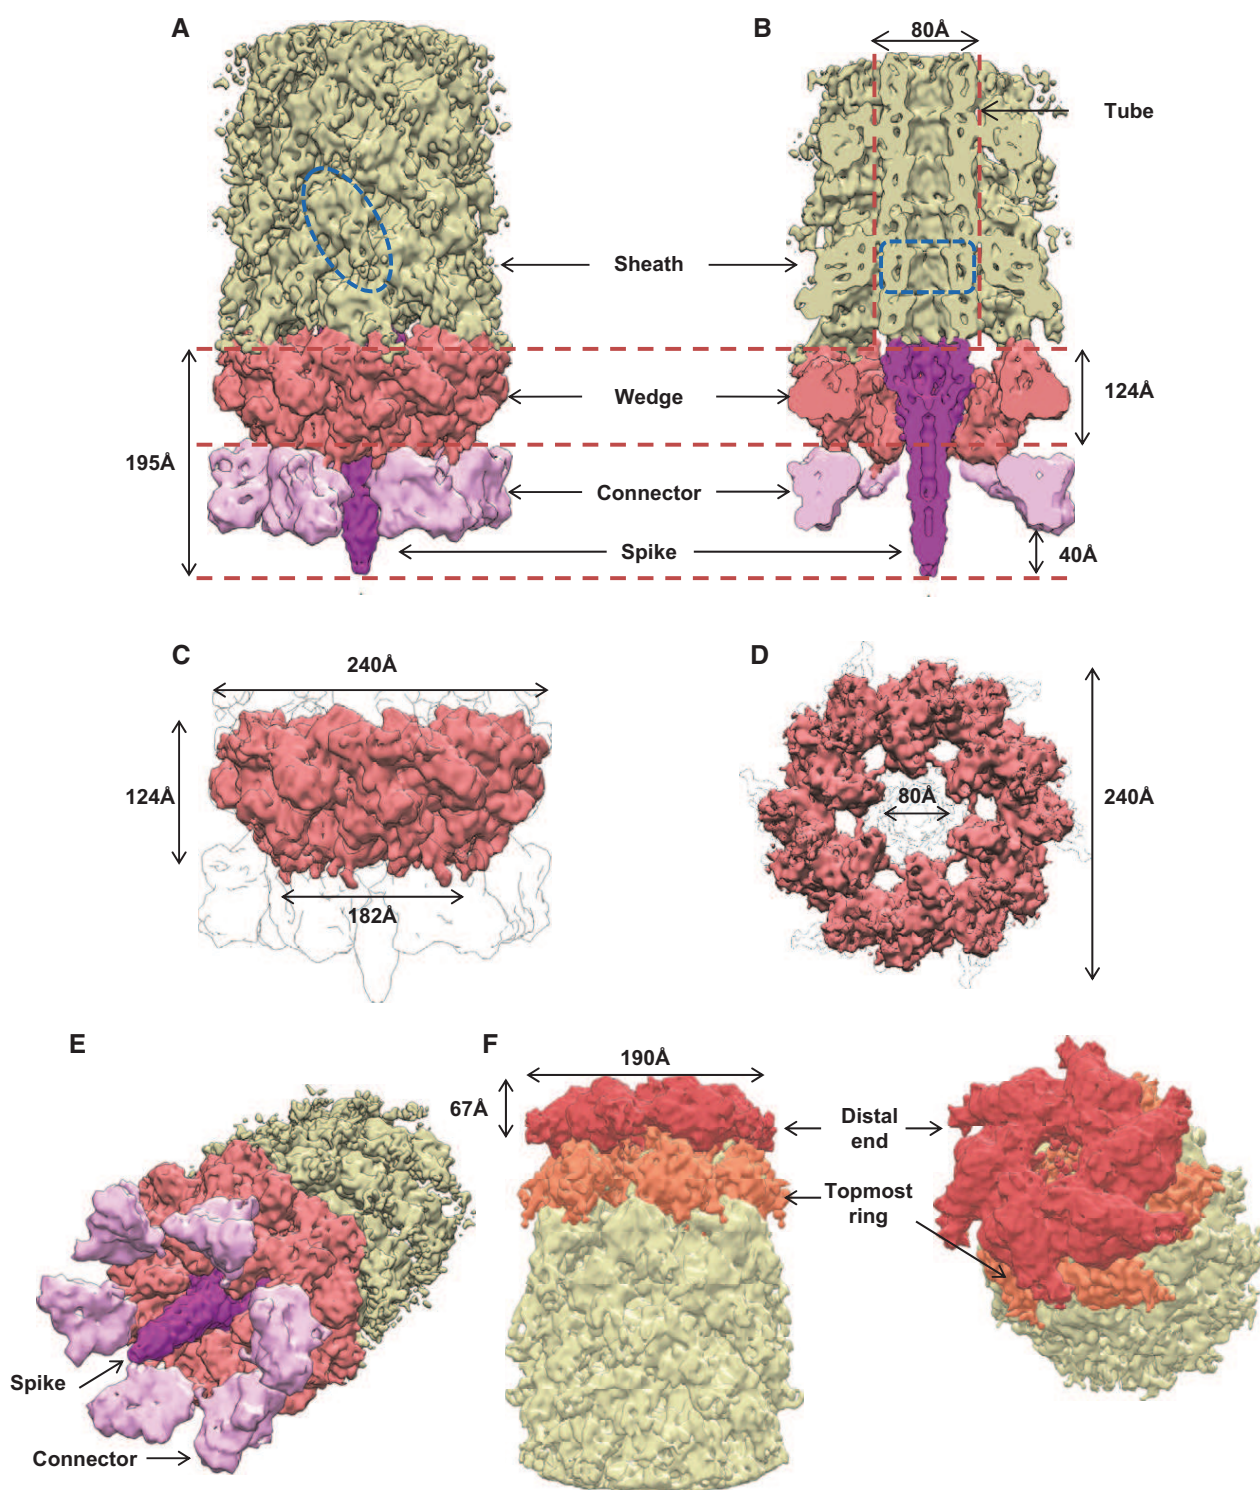 A
B
80Å
Tube
Sheath
Wedge
124Å
195Å
Connector
Spike
40Å
C
240Å
124Å
182Å
D
80Å
240Å
E
Spike
Connector
F
190Å
67Å
Distal
end
Topmost
ring